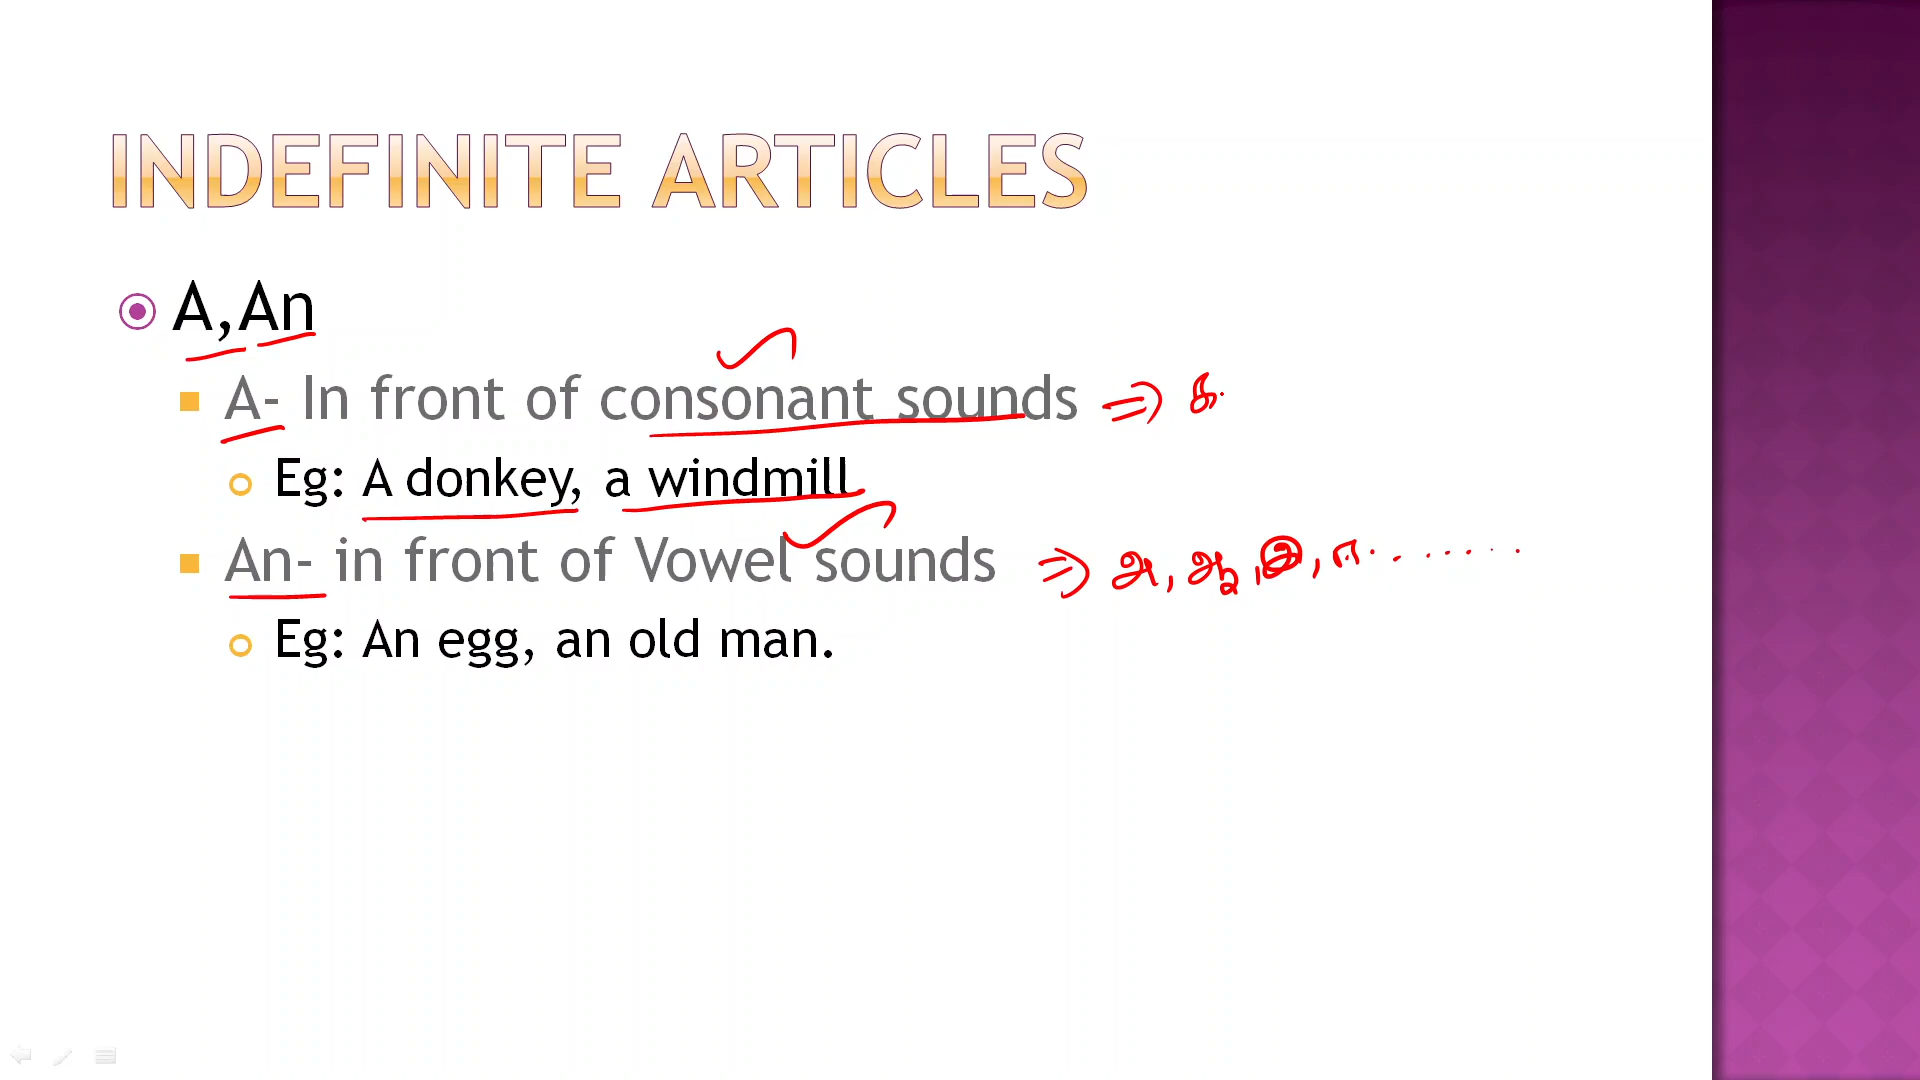 INDEFINITE ARTICLES
A,An
A- In front of consonant sounds ⇒ க
Eg: A donkey, a windmill
An- in front of Vowel sounds ⇒ அ, ஆ, இ, ஈ.......
Eg: An egg, an old man.